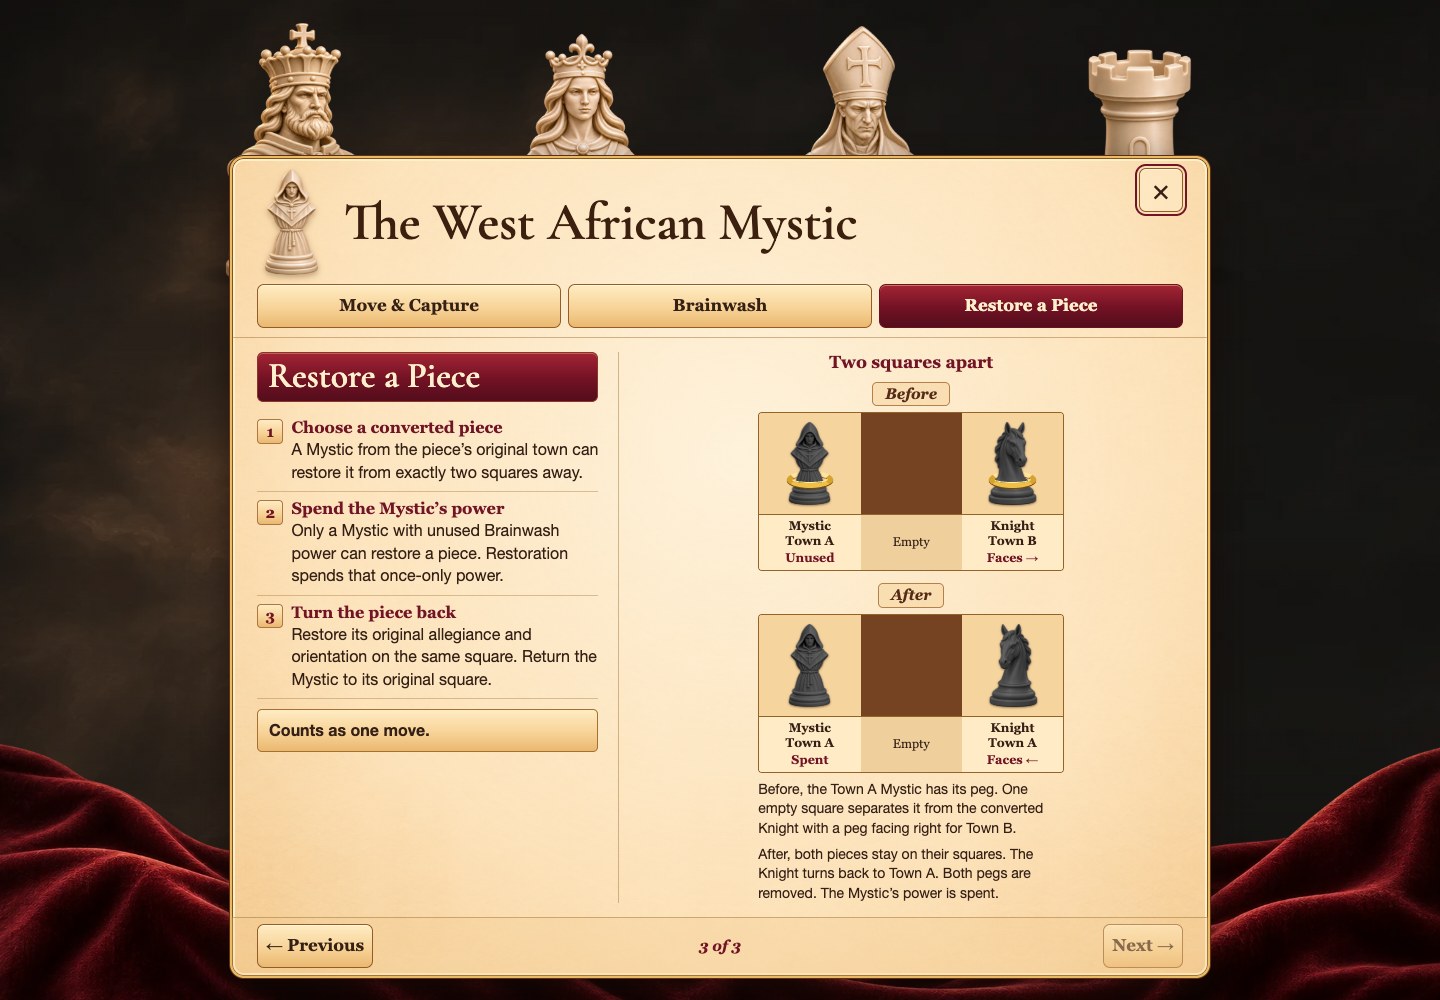 The West African Mystic
×
Move & Capture
Brainwash
Restore a Piece
Restore a Piece
1
Choose a converted piece
A Mystic from the piece’s original town can
restore it from exactly two squares away.
2
Spend the Mystic’s power
Only a Mystic with unused Brainwash
power can restore a piece. Restoration
spends that once-only power.
3
Turn the piece back
Restore its original allegiance and
orientation on the same square. Return the
Mystic to its original square.
Counts as one move.
Two squares apart
Before
Mystic
Town A
Unused
Empty
Knight
Town B
Faces →
After
Mystic
Town A
Spent
Empty
Knight
Town A
Faces ←
Before, the Town A Mystic has its peg. One
empty square separates it from the converted
Knight with a peg facing right for Town B.
After, both pieces stay on their squares. The
Knight turns back to Town A. Both pegs are
removed. The Mystic’s power is spent.
← Previous
3 of 3
Next →